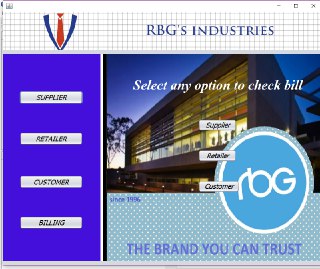 RBG's INDUSTRIES
SUPPLIER
RETAILER
CUSTOMER
BILLING
Select any option to check bill
Supplier
Retailer
Customer
rbG
since 1996
THE BRAND YOU CAN TRUST